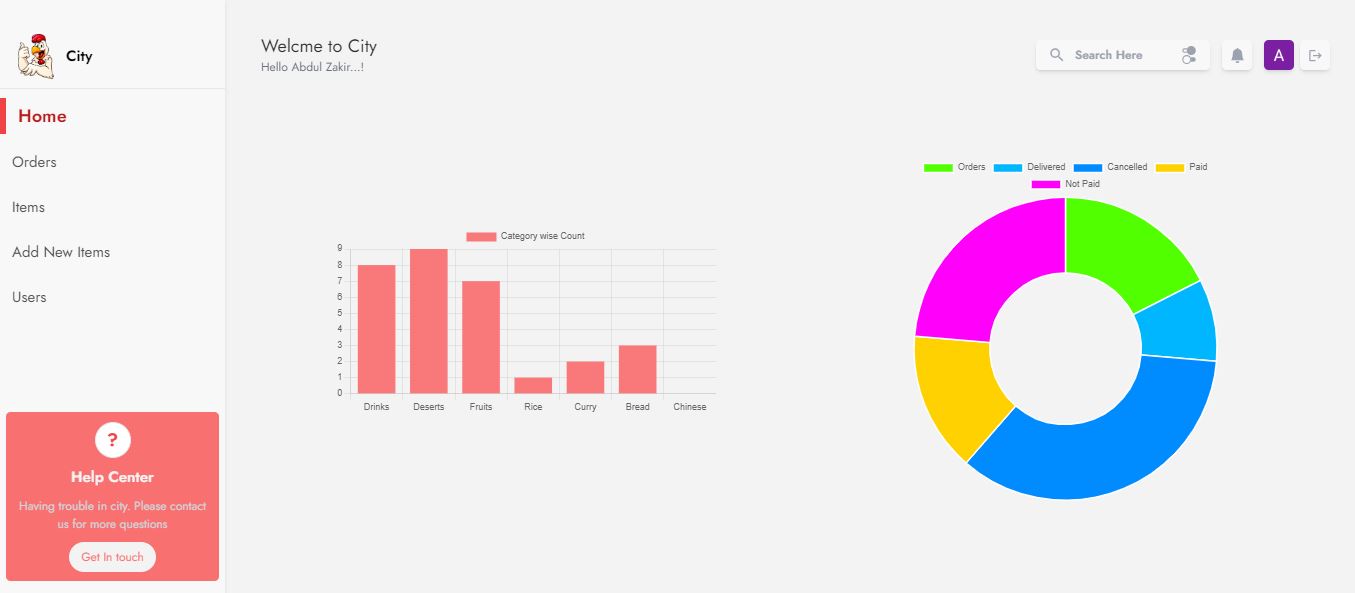 City
Home
Orders
Items
Add New Items
Users
?
Help Center
Having trouble in city. Please contact
us for more questions
Get In touch
Welcme to City
Hello Abdul Zakir...!
Search Here
A
Category wise Count
9
8
7
6
5
4
3
2
1
0
Drinks Deserts Fruits Rice Curry Bread Chinese
Orders Delivered Cancelled Paid
Not Paid